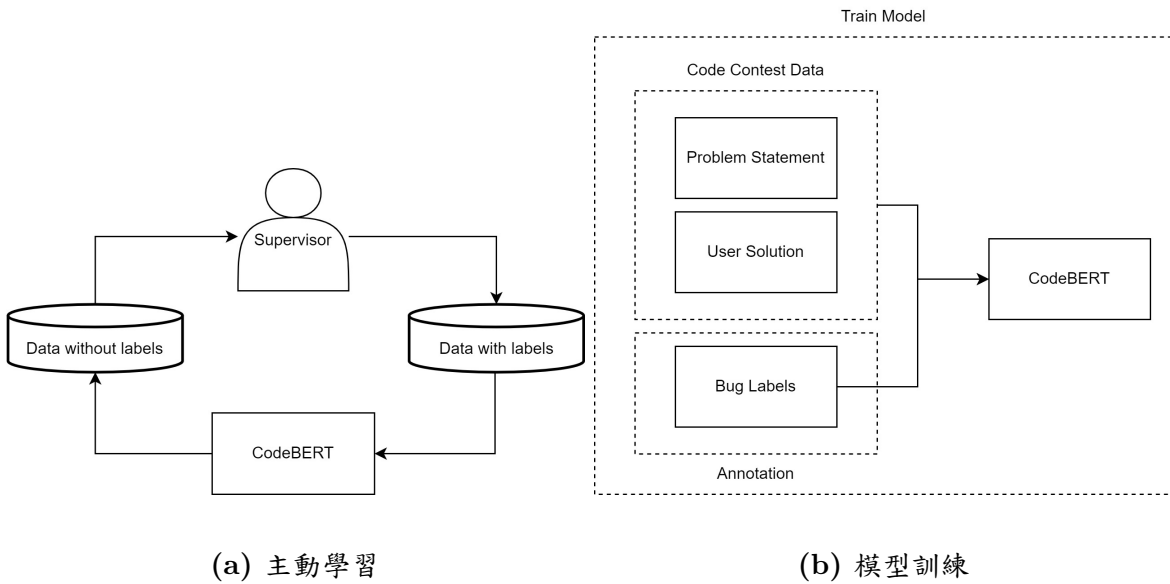 Supervisor
Data without labels
Data with labels
CodeBERT
(a) 主動學習
Train Model
Code Contest Data
Problem Statement
User Solution
CodeBERT
Bug Labels
Annotation
(b) 模型訓練